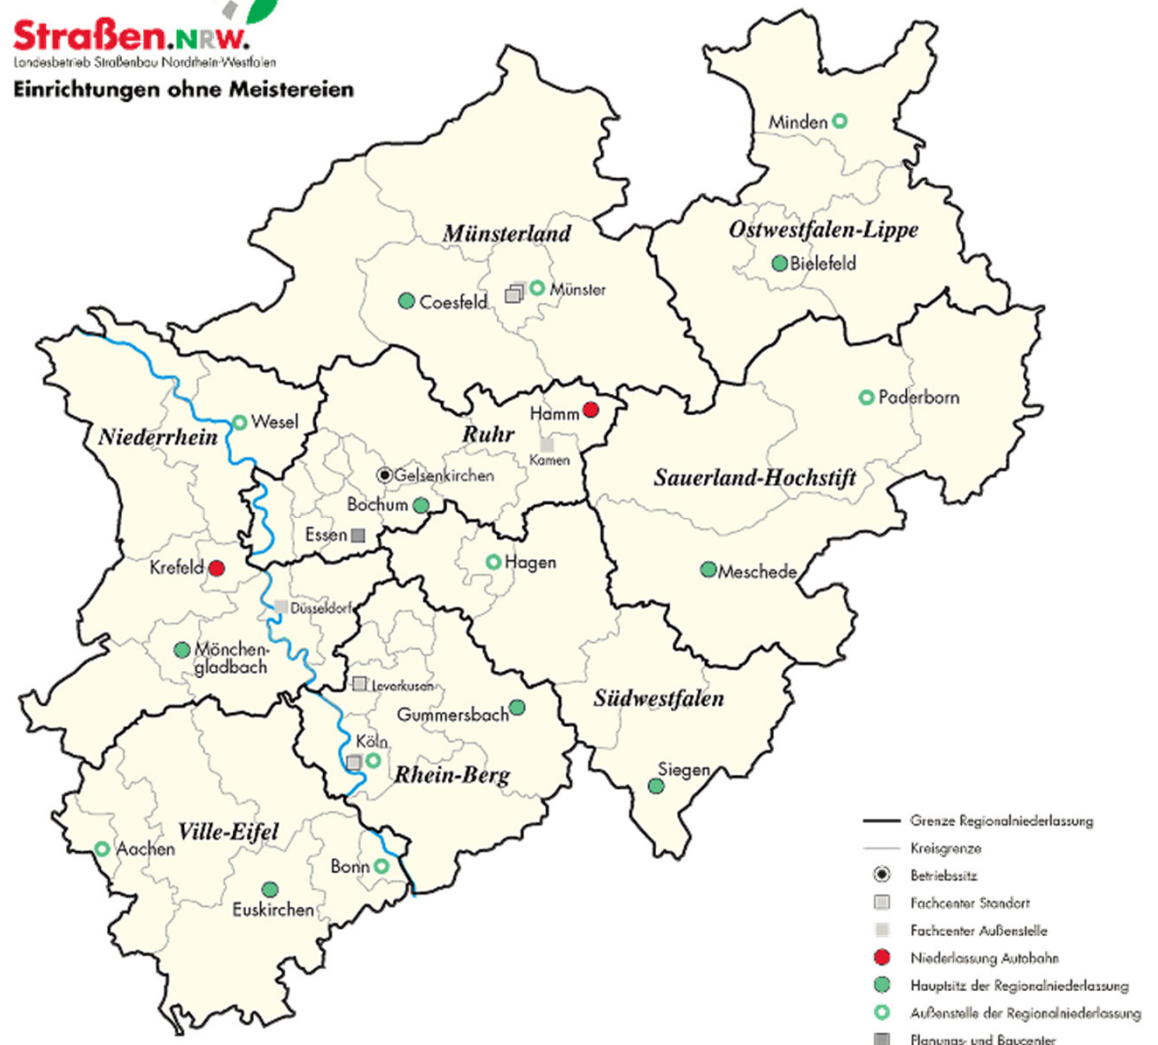 Straßen.NRW.
Landesbetrieb Straßenbau Nordrhein-Westfalen
Einrichtungen ohne Meistereien
Minden
Münsterland
Ostwestfalen-Lippe
Bielefeld
Coesfeld
Münster
Paderborn
Hamm
Wesel
Niederrhein
Ruhr
Kamen
Gelsenkirchen
Sauerland-Hochstift
Bochum
Essen
Hagen
Krefeld
Meschede
Düsseldorf
Mönchen-
gladbach
Leverkusen
Südwestfalen
Gummersbach
Köln
Rhein-Berg
Siegen
Ville-Eifel
Aachen
Bonn
Euskirchen
Grenze Regionalniederlassung
Kreisgrenze
Betriebssitz
Fachcenter Standort
Fachcenter Außenstelle
Niederlassung Autobahn
Hauptsitz der Regionalniederlassung
Außenstelle der Regionalniederlassung
Planungs- und Baucenter